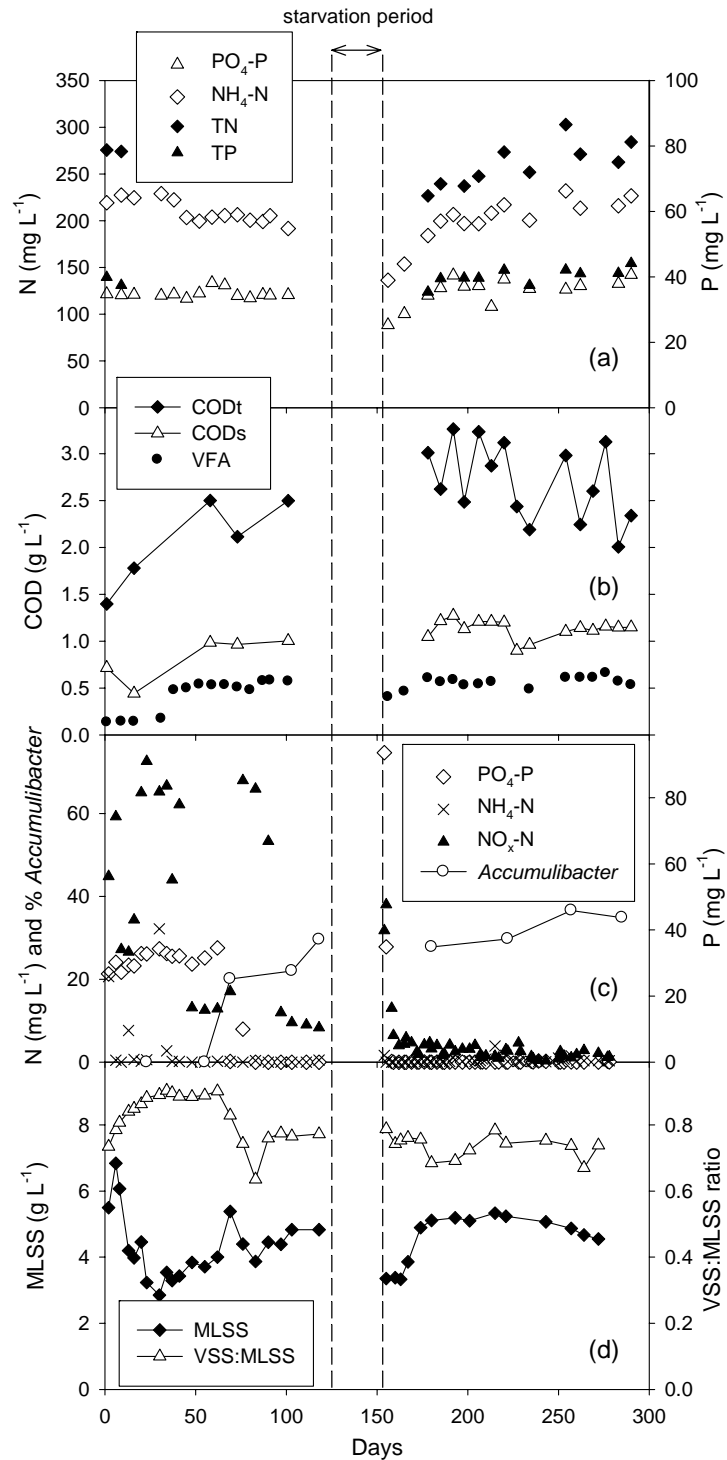 starvation period
PO4-P
NH4-N
TN
TP
350
300
250
200
150
100
50
0
N (mg L-1)
100
80
60
40
20
0
P (mg L-1)
(a)
CODt
CODs
VFA
3.0
2.5
2.0
1.5
1.0
0.5
0.0
COD (g L-1)
(b)
PO4-P
NH4-N
NOx-N
Accumulibacter
60
40
20
0
N (mg L-1) and % Accumulibacter
80
60
40
20
0
P (mg L-1)
(c)
8
6
4
2
0
MLSS (g L-1)
0.8
0.6
0.4
0.2
0.0
VSS:MLSS ratio
MLSS
VSS:MLSS
(d)
0 50 100 150 200 250 300
Days